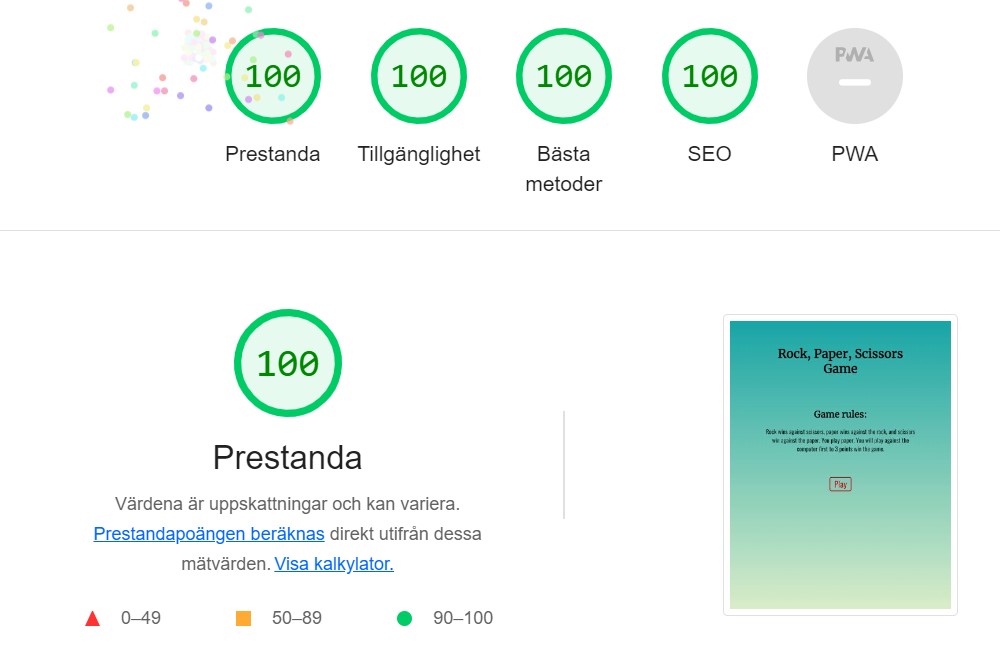 100 100 100 100 PWA
Prestanda Tillgänglighet Bästa metoder SEO PWA
100
Prestanda
Värdena är uppskattningar och kan variera.
Prestandapoängen beräknas direkt utifrån dessa
mätvärden. Visa kalkylator.
0–49 50–89 90–100
Rock, Paper, Scissors
Game
Game rules:
Rock wins against scissors, paper wins against the rock, and scissors
win against the paper. You play paper. You will play against the
computer first to 3 points win the game.
Play